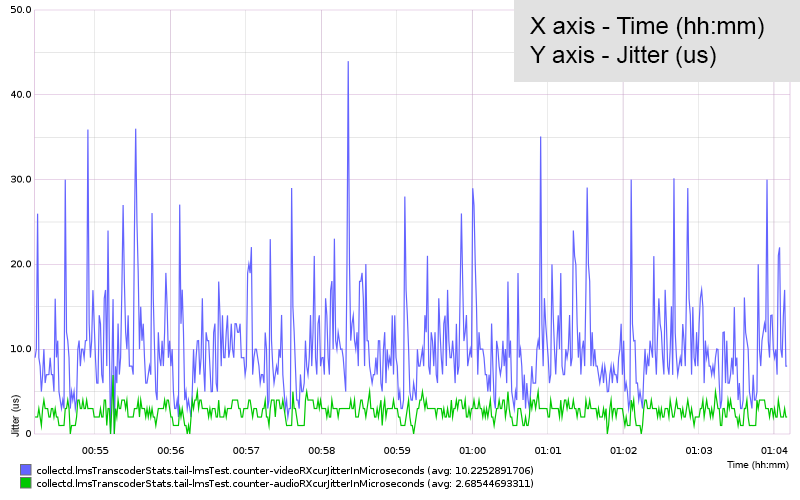 50.0
X axis - Time (hh:mm)
Y axis - Jitter (us)
40.0
30.0
20.0
10.0
0
Jitter (us)
00:55 00:56 00:57 00:58 00:59 01:00 01:01 01:02 01:03 01:04
Time (hh:mm)
collectd.lmsTranscoderStats.tail-lmsTest.counter-videoRXcurJitterInMicroseconds (avg: 10.2252891706)
collectd.lmsTranscoderStats.tail-lmsTest.counter-audioRXcurJitterInMicroseconds (avg: 2.68544693311)